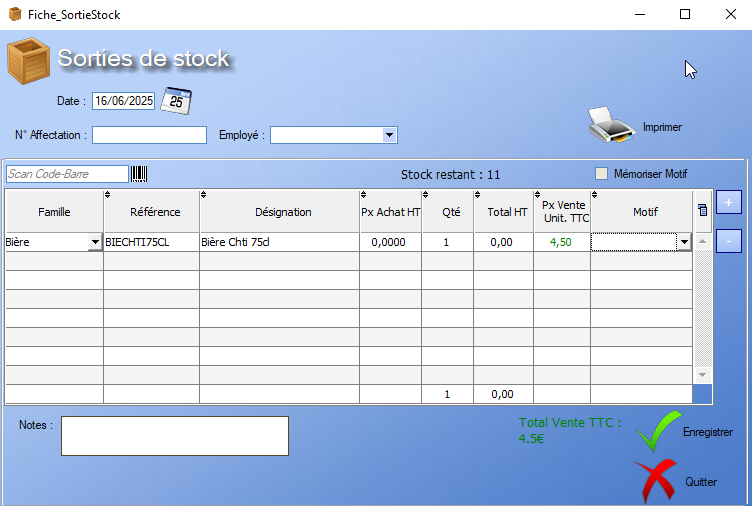 Fiche_SortieStock
Sorties de stock
Date : 16/06/2025 25
N° Affectation : Employé :
Imprimer
Scan Code-Barre Stock restant : 11 Mémoriser Motif
Famille Référence Désignation Px Achat HT Qté Total HT Px Vente Unit. TTC Motif +
Bière BIECHTI75CL Bière Chti 75cl 0,0000 1 0,00 4,50 -
1 0,00
Notes :
Total Vente TTC :
4.5€
Enregistrer
Quitter